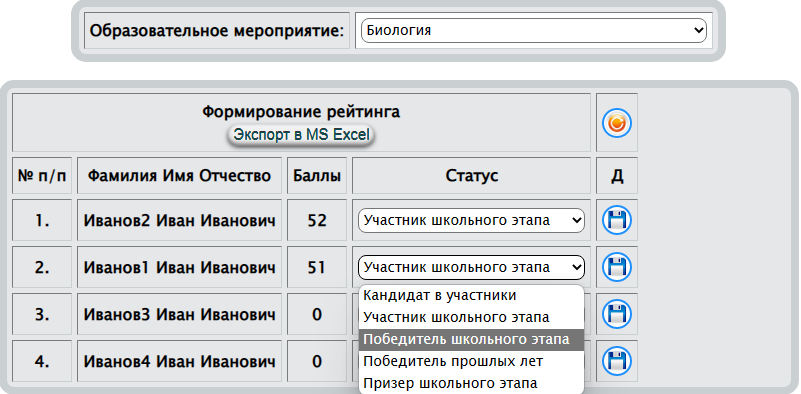 Образовательное мероприятие: Биология
Формирование рейтинга
Экспорт в MS Excel
№ п/п Фамилия Имя Отчество Баллы Статус Д
1. Иванов2 Иван Иванович 52 Участник школьного этапа
2. Иванов1 Иван Иванович 51 Участник школьного этапа
Кандидат в участники
3. Иванов3 Иван Иванович 0 Участник школьного этапа
Победитель школьного этапа
4. Иванов4 Иван Иванович 0 Победитель прошлых лет
Призер школьного этапа